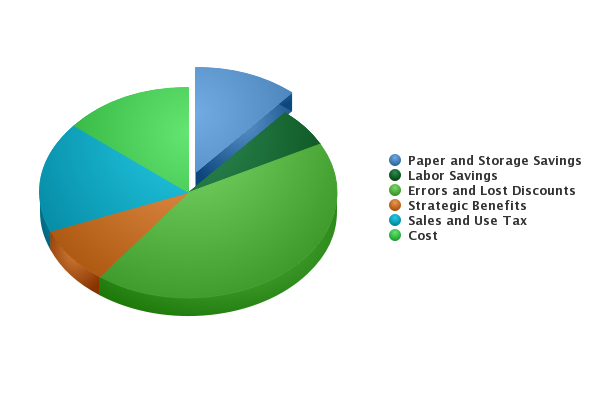 Paper and Storage Savings
Labor Savings
Errors and Lost Discounts
Strategic Benefits
Sales and Use Tax
Cost